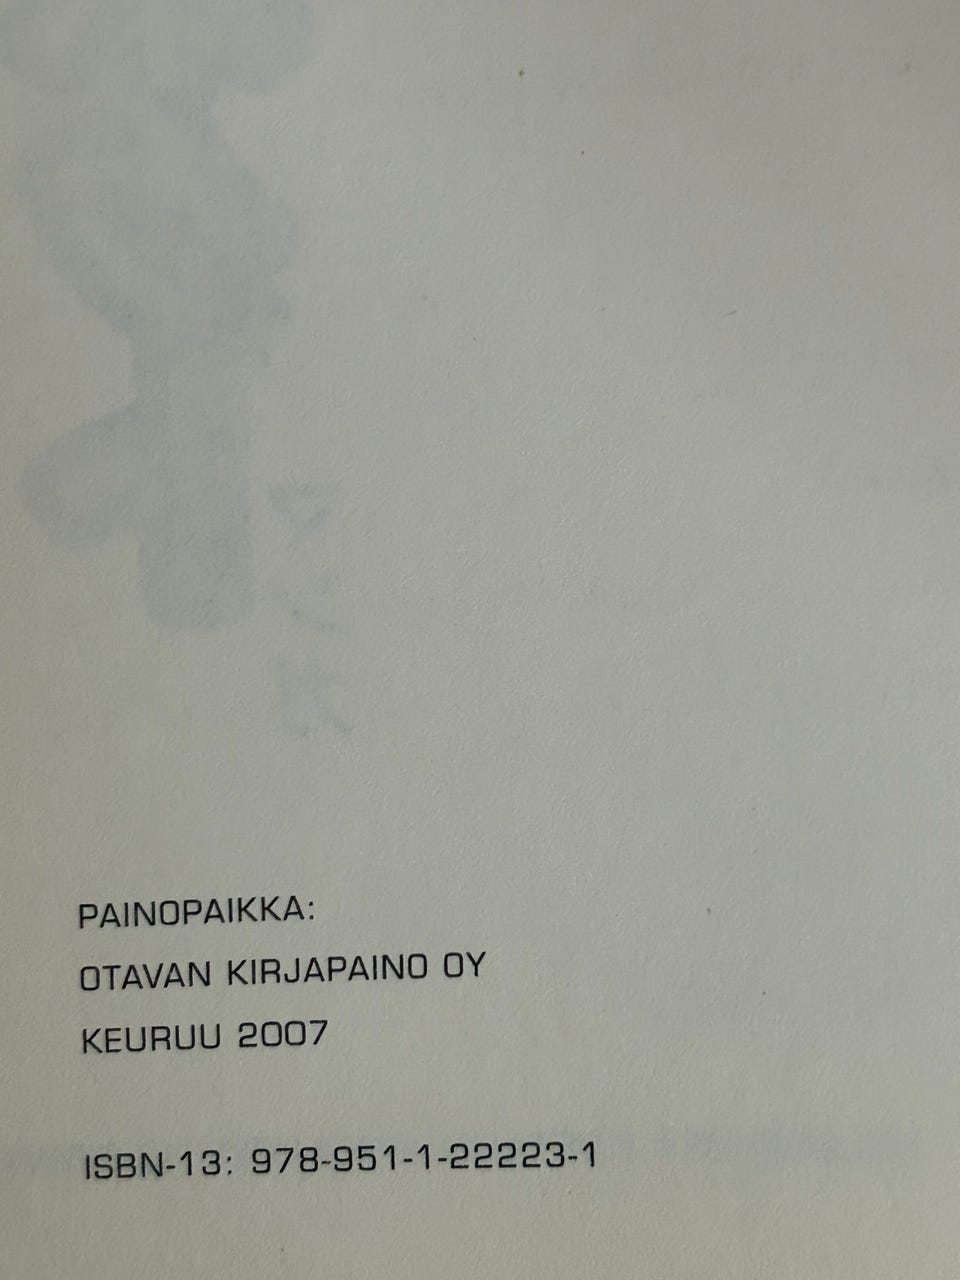 PAINOPAIKKA:
OTAVAN KIRJAPAINO OY
KEURUU 2007
ISBN-13: 978-951-1-22223-1